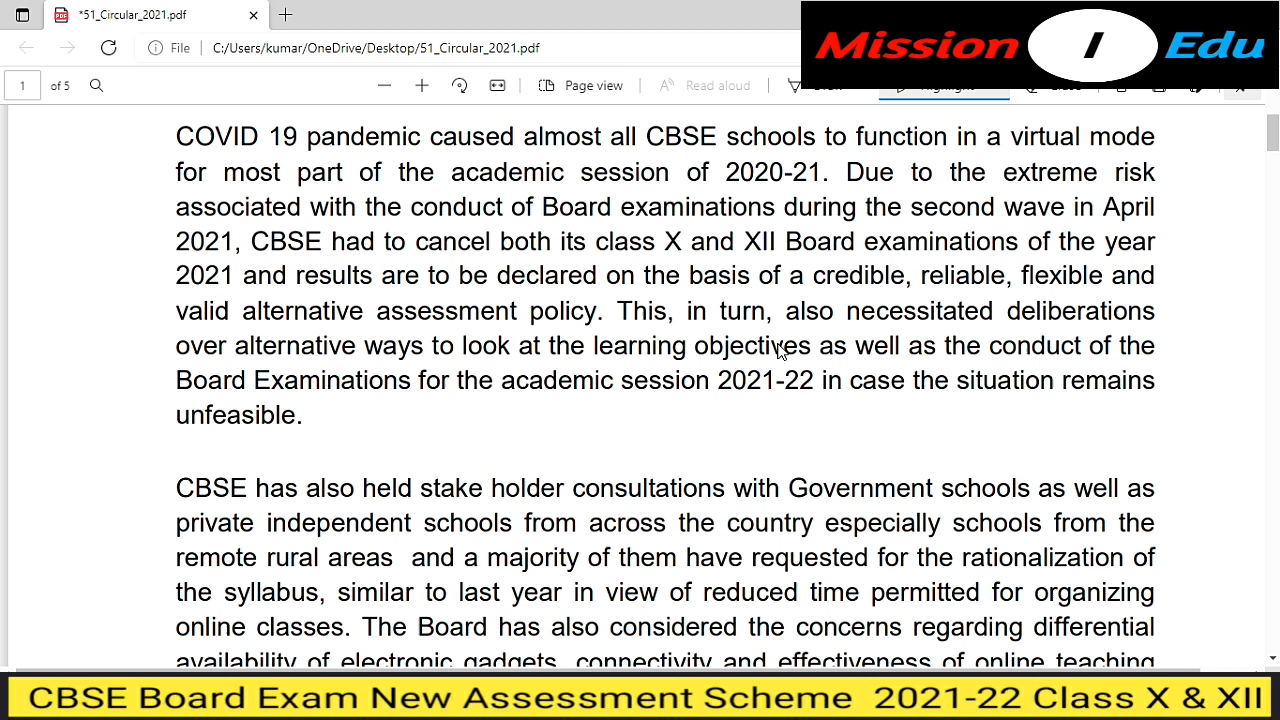 *51_Circular_2021.pdf
File C:/Users/kumar/OneDrive/Desktop/51_Circular_2021.pdf
Mission I Edu
1 of 5 Page view Read aloud
COVID 19 pandemic caused almost all CBSE schools to function in a virtual mode
for most part of the academic session of 2020-21. Due to the extreme risk
associated with the conduct of Board examinations during the second wave in April
2021, CBSE had to cancel both its class X and XII Board examinations of the year
2021 and results are to be declared on the basis of a credible, reliable, flexible and
valid alternative assessment policy. This, in turn, also necessitated deliberations
over alternative ways to look at the learning objectives as well as the conduct of the
Board Examinations for the academic session 2021-22 in case the situation remains
unfeasible.
CBSE has also held stake holder consultations with Government schools as well as
private independent schools from across the country especially schools from the
remote rural areas and a majority of them have requested for the rationalization of
the syllabus, similar to last year in view of reduced time permitted for organizing
online classes. The Board has also considered the concerns regarding differential
availability of electronic gadgets, connectivity and effectiveness of online teaching
CBSE Board Exam New Assessment Scheme 2021-22 Class X & XII